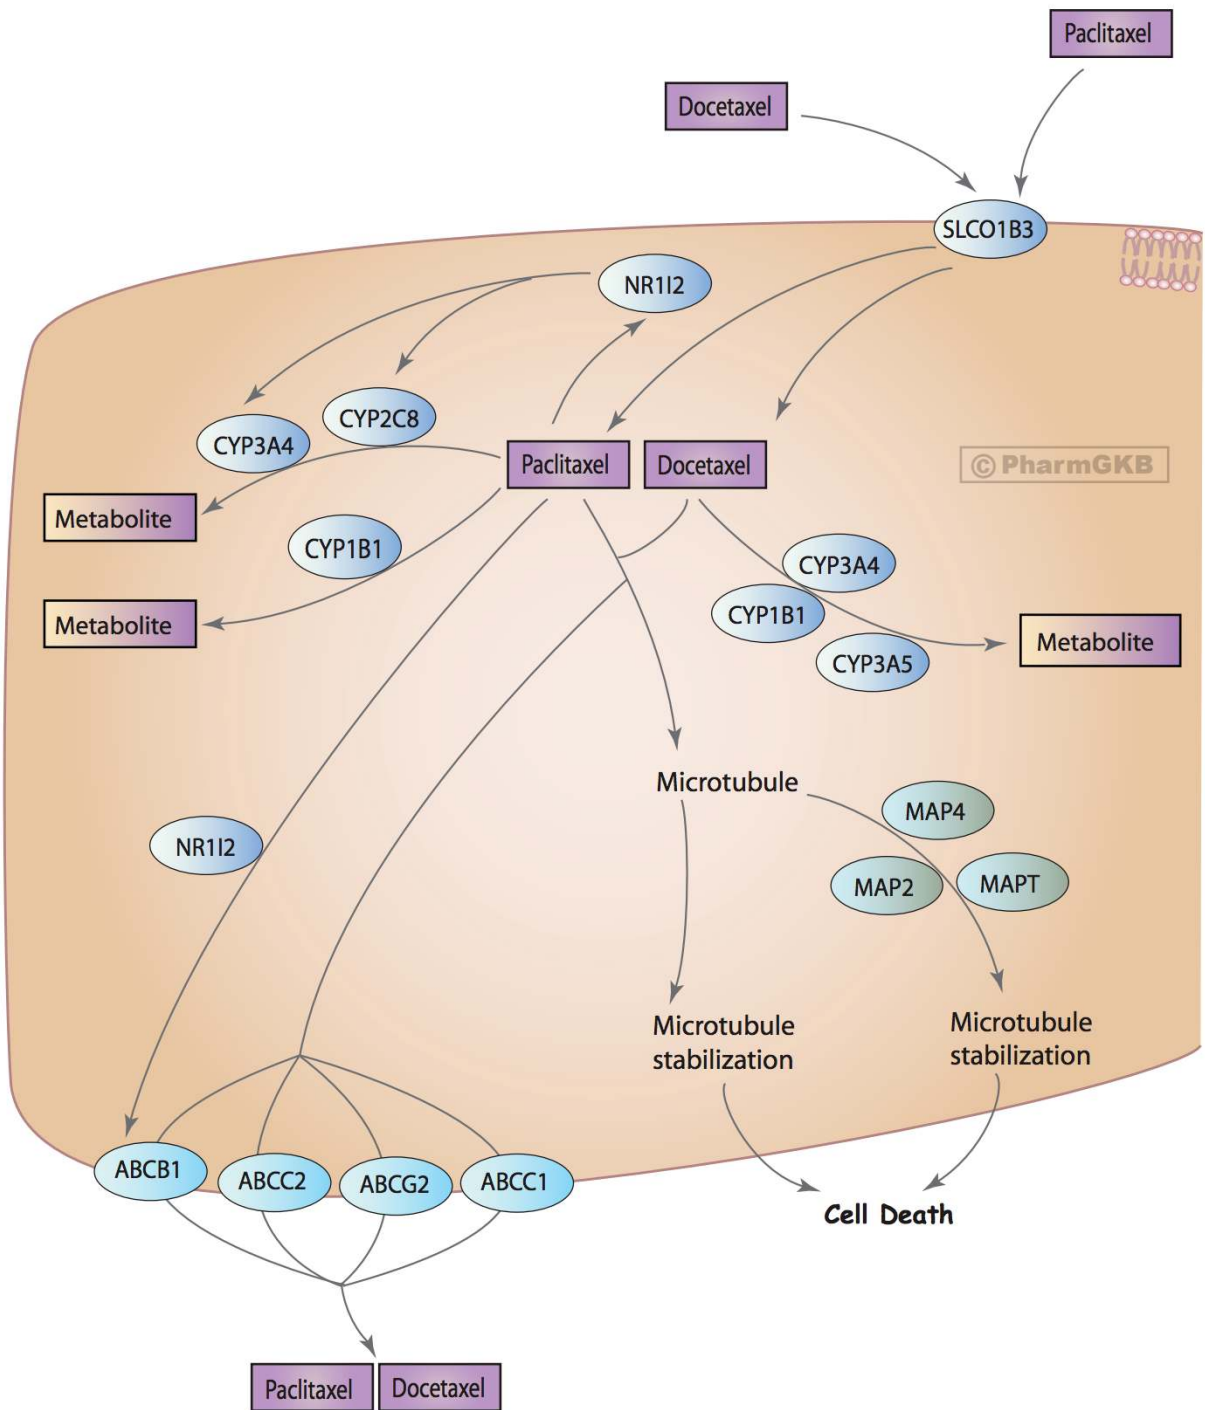 Paclitaxel
Docetaxel
SLCO1B3
NR1I2
CYP2C8
CYP3A4
Paclitaxel
Docetaxel
© PharmGKB
Metabolite
CYP1B1
CYP3A4
CYP1B1
Metabolite
Metabolite
CYP3A5
Microtubule
MAP4
NR1I2
MAP2
MAPT
Microtubule
stabilization
Microtubule
stabilization
ABCB1
ABCC2
ABCG2
ABCC1
Cell Death
Paclitaxel
Docetaxel